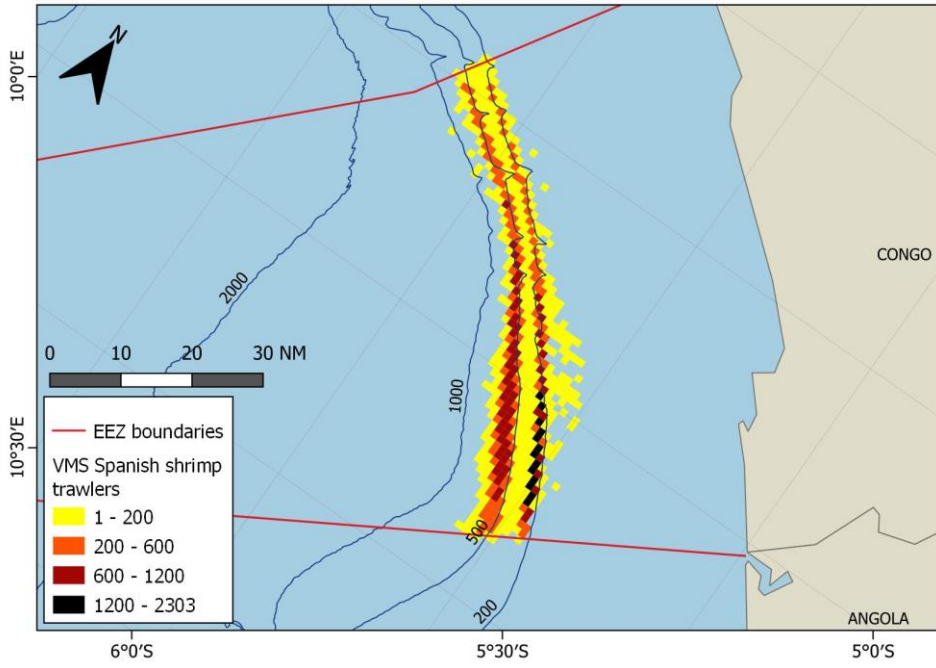 N
10°0'E
CONGO
2000
0 10 20 30 NM
1000
EEZ boundaries
10°30'E
VMS Spanish shrimp
trawlers
1 - 200
200 - 600
600 - 1200
1200 - 2303
500
200
ANGOLA
6°0'S 5°30'S 5°0'S